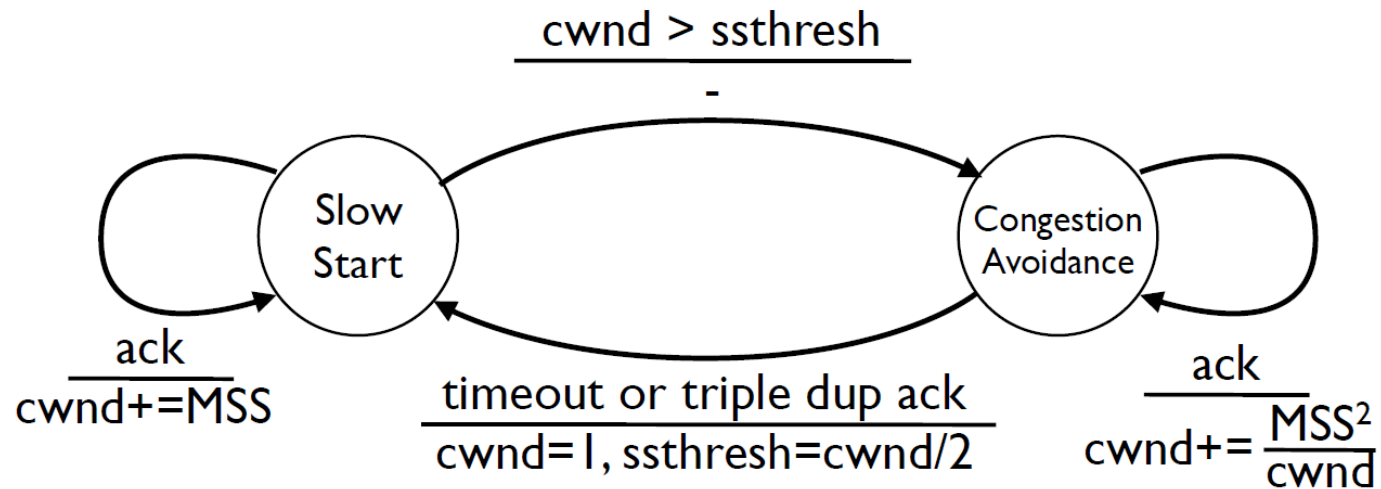 cwnd > ssthresh
-
Slow
Start
Congestion
Avoidance
ack
cwnd+=MSS
timeout or triple dup ack
cwnd=1, ssthresh=cwnd/2
ack
cwnd+= MSS²
cwnd